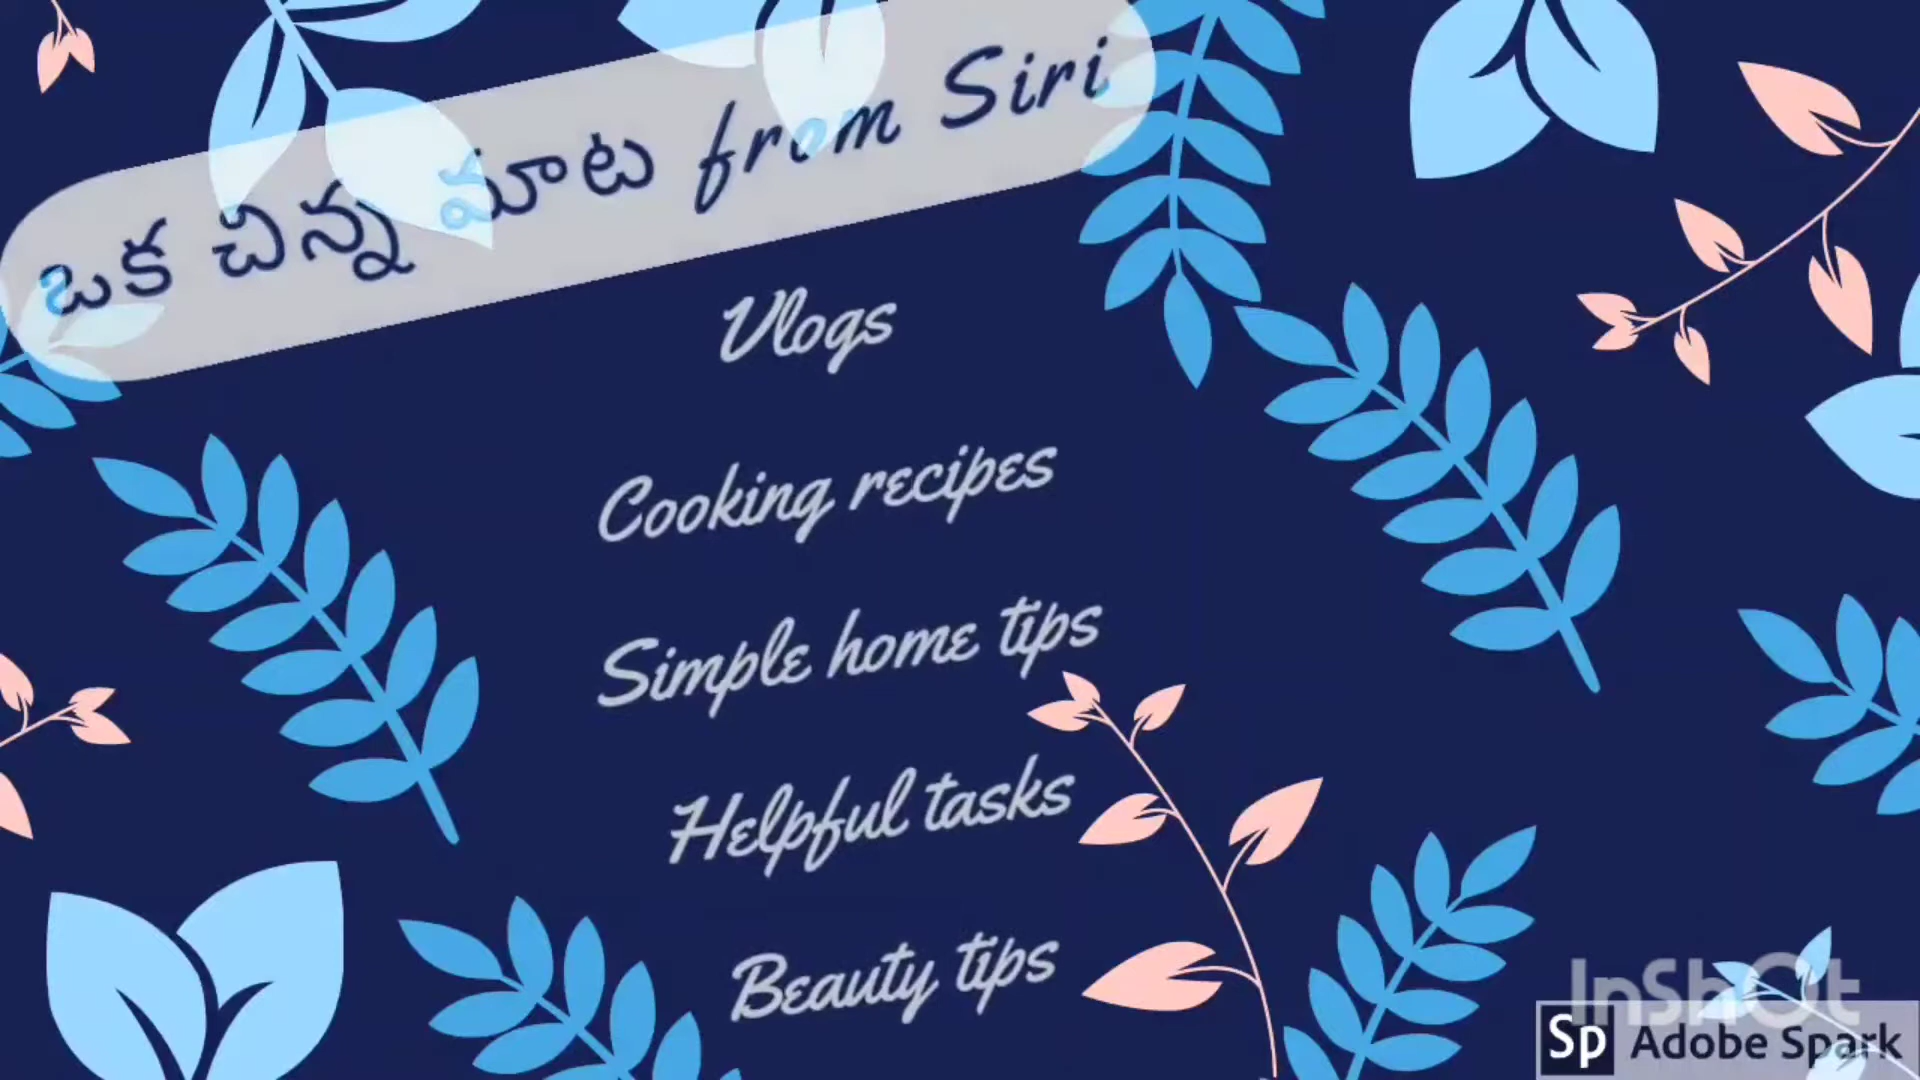 ఒక చిన్న మాట from Siri
Vlogs
Cooking recipes
Simple home tips
Helpful tasks
Beauty tips
InShOt
Sp Adobe Spark